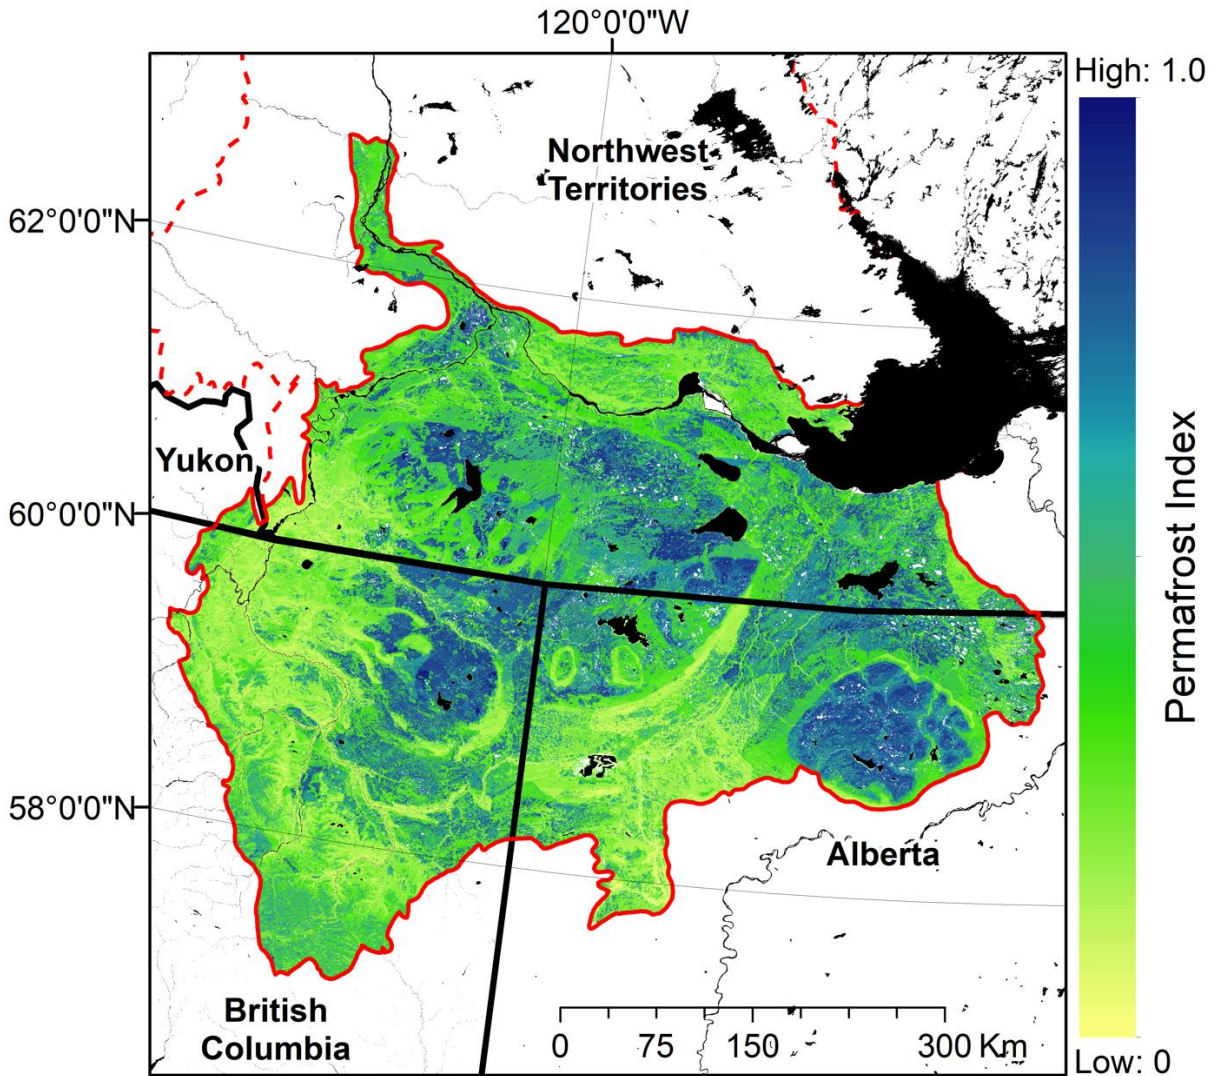 120°0'0"W
High: 1.0
Northwest
Territories
62°0'0"N
Yukon
60°0'0"N
Permafrost Index
58°0'0"N
Alberta
British
Columbia
0 75 150 300 Km
Low: 0